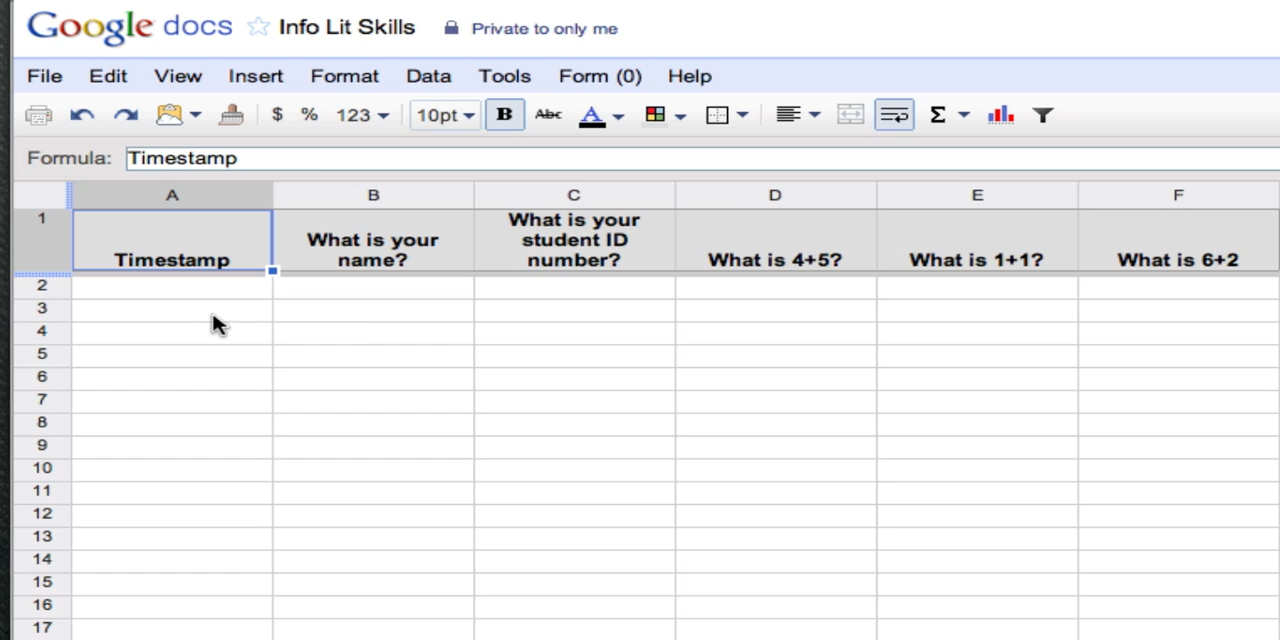 Google docs Info Lit Skills Private to only me
File Edit View Insert Format Data Tools Form (0) Help
$ % 123 10pt B Abc A Σ
Formula: Timestamp
A B C D E F
1
Timestamp
What is your
name?
What is your
student ID
number?
What is 4+5?
What is 1+1?
What is 6+2
2
3
4
5
6
7
8
9
10
11
12
13
14
15
16
17